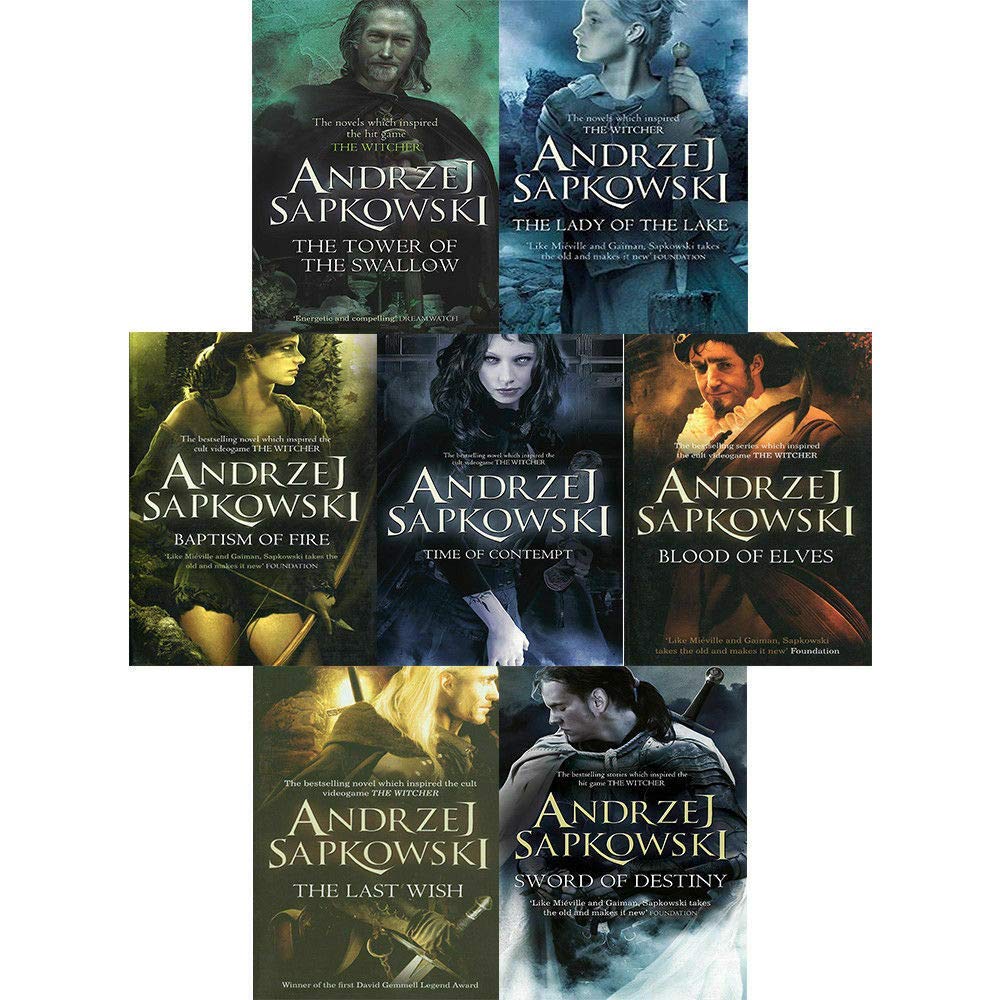 The novels which inspired
the hit game
THE WITCHER
ANDRZEJ
SAPKOWSKI
THE TOWER OF
THE SWALLOW
'Energetic and compelling' DREAMWATCH
The novels which inspired
THE WITCHER
ANDRZEJ
SAPKOWSKI
THE LADY OF THE LAKE
'Like Miéville and Gaiman, Sapkowski takes
the old and makes it new' FOUNDATION
The bestselling novel which inspired the
cult videogame THE WITCHER
ANDRZEJ
SAPKOWSKI
BAPTISM OF FIRE
'Like Miéville and Gaiman, Sapkowski takes the
old and makes it new' FOUNDATION
The bestselling novel which inspired the
cult videogame THE WITCHER
ANDRZEJ
SAPKOWSKI
TIME OF CONTEMPT
The bestselling series which inspired
the cult videogame THE WITCHER
ANDRZEJ
SAPKOWSKI
BLOOD OF ELVES
'Like Miéville and Gaiman, Sapkowski
takes the old and makes it new' Foundation
The bestselling novel which inspired the cult
videogame THE WITCHER
ANDRZEJ
SAPKOWSKI
THE LAST WISH
Winner of the first David Gemmell Legend Award
The bestselling stories which inspired the
hit game THE WITCHER
ANDRZEJ
SAPKOWSKI
SWORD OF DESTINY
'Like Miéville and Gaiman, Sapkowski takes
the old and makes it new' FOUNDATION